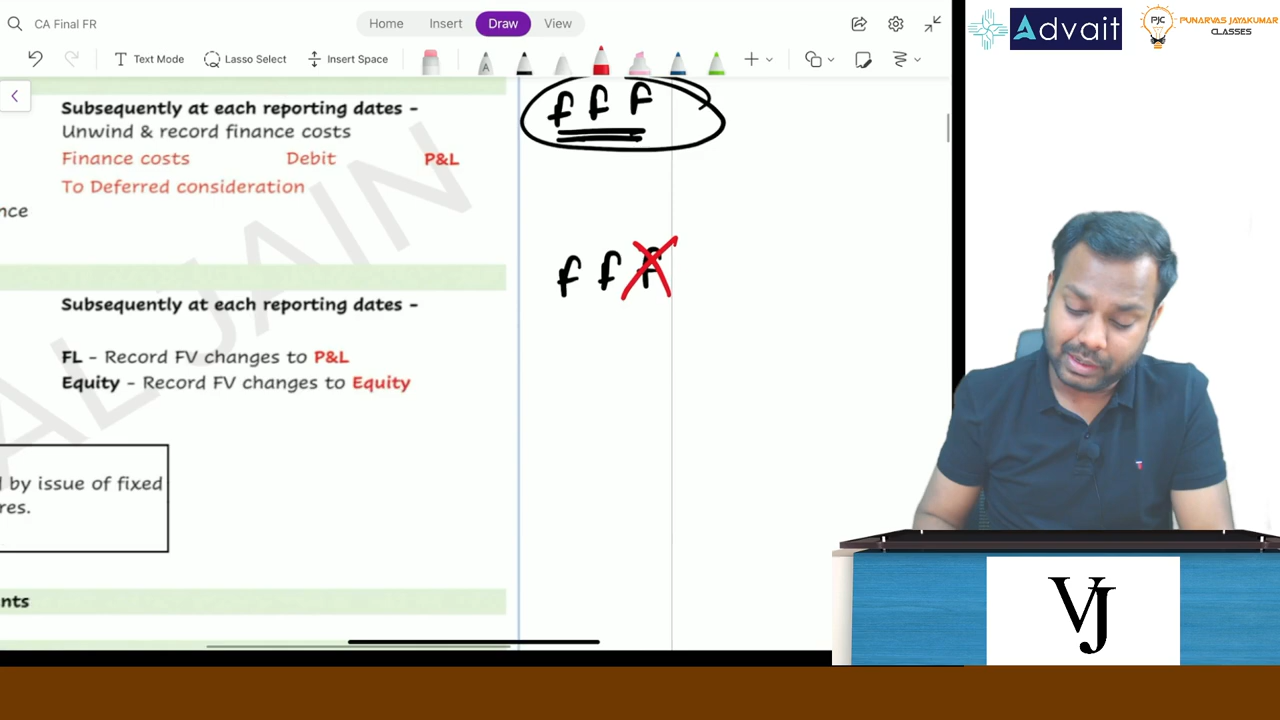 CA Final FR
Home Insert Draw View
Text Mode Lasso Select Insert Space
Advait
PJC PUNARVAS JAYAKUMAR
CLASSES
Subsequently at each reporting dates -
Unwind & record finance costs
Finance costs Debit P&L
To Deferred consideration
nce
f f f
f f f
Subsequently at each reporting dates -
FL - Record FV changes to P&L
Equity - Record FV changes to Equity
d by issue of fixed
res.
nts
AL JAIN
VJ